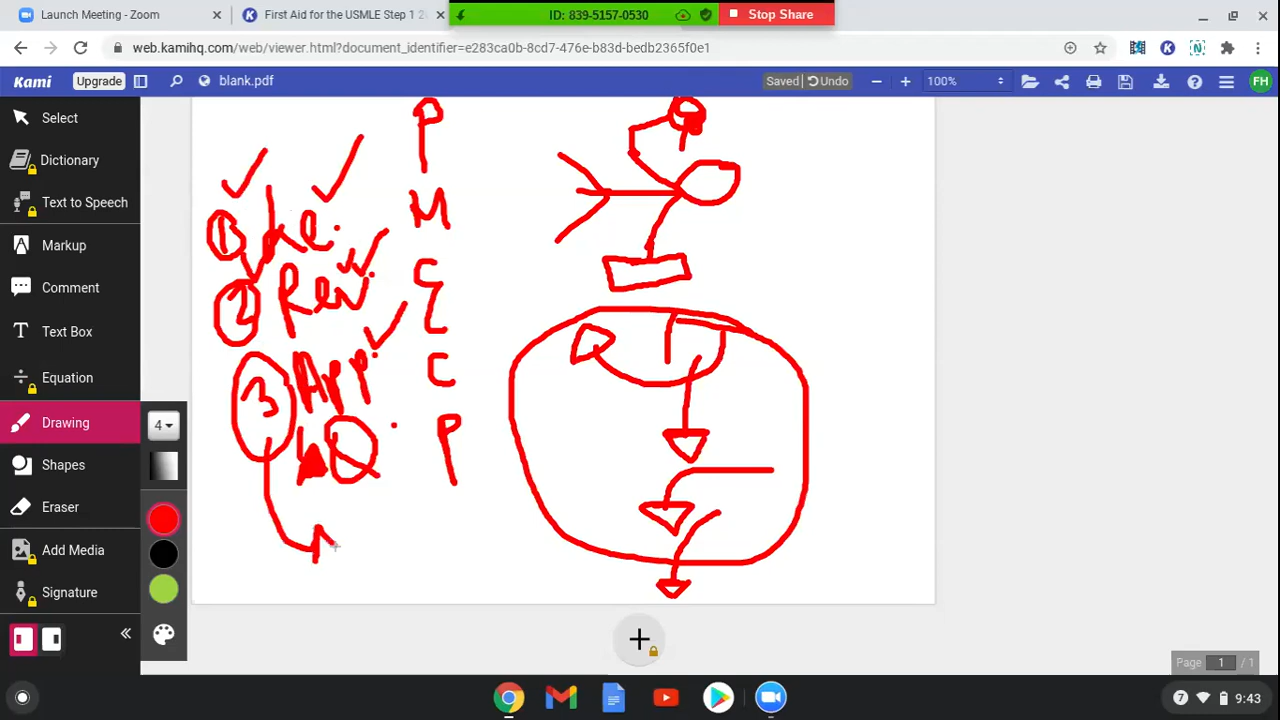 Launch Meeting - Zoom
First Aid for the USMLE Step 1 2
ID: 839-5157-0530
Stop Share
web.kamihq.com/web/viewer.html?document_identifier=e283ca0b-8cd7-476e-b83d-bedb2365f0e1
Kami
Upgrade
blank.pdf
Saved Undo
100%
FH
Select
Dictionary
Text to Speech
Markup
Comment
Text Box
Equation
Drawing
Shapes
Eraser
Add Media
Signature
4
P
M
① Le.
② Rev.
Σ
③ App.
C
Q.
P
Page 1 / 1
7
9:43